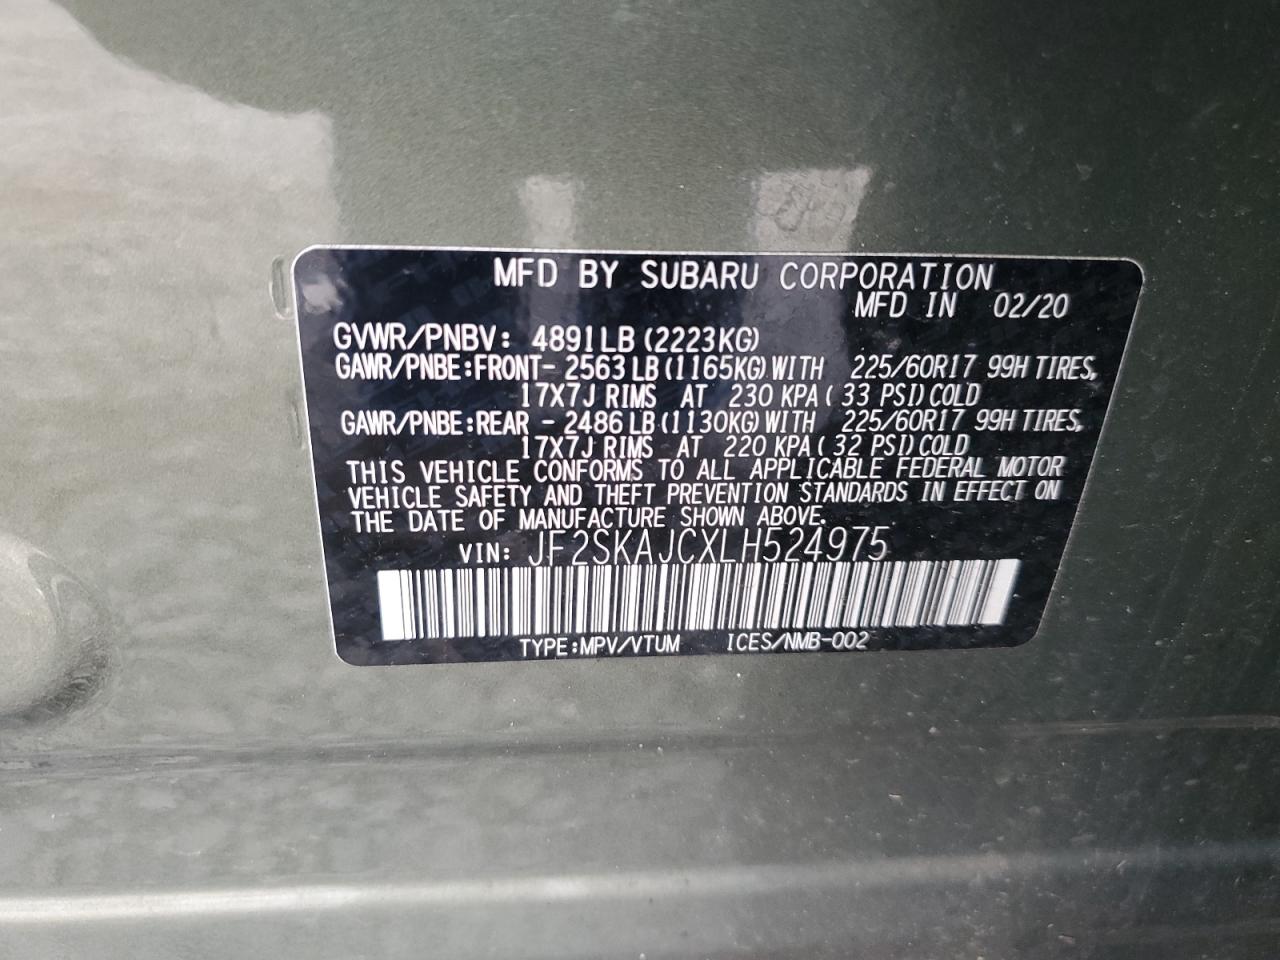 MFD BY SUBARU CORPORATION
MFD IN 02/20
GVWR/PNBV: 4891LB (2223KG)
GAWR/PNBE:FRONT- 2563 LB (1165KG) WITH 225/60R17 99H TIRES,
17X7J RIMS AT 230 KPA ( 33 PSI) COLD
GAWR/PNBE:REAR - 2486 LB (1130KG) WITH 225/60R17 99H TIRES,
17X7J RIMS AT 220 KPA ( 32 PSI) COLD
THIS VEHICLE CONFORMS TO ALL APPLICABLE FEDERAL MOTOR
VEHICLE SAFETY AND THEFT PREVENTION STANDARDS IN EFFECT ON
THE DATE OF MANUFACTURE SHOWN ABOVE.
VIN: JF2SKAJCXLH524975
TYPE:MPV/VTUM ICES/NMB-002